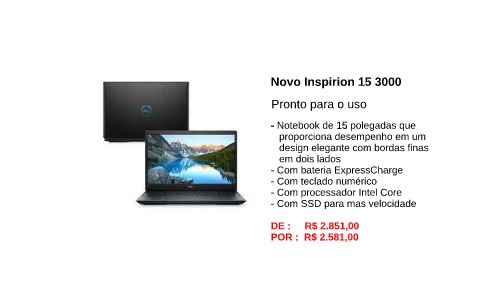 Novo Inspirion 15 3000
Pronto para o uso
- Notebook de 15 polegadas que
proporciona desempenho em um
design elegante com bordas finas
em dois lados
- Com bateria ExpressCharge
- Com teclado numérico
- Com processador Intel Core
- Com SSD para mas velocidade
DE : R$ 2.851,00
POR : R$ 2.581,00